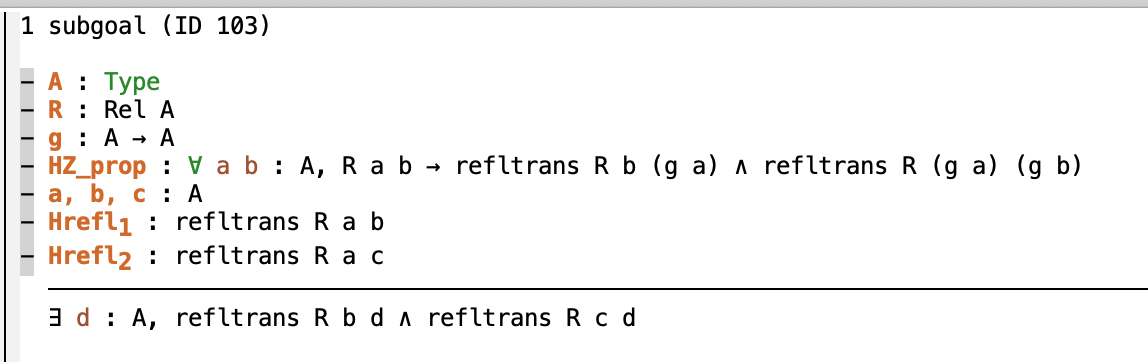 1 subgoal (ID 103)
- A : Type
- R : Rel A
- g : A → A
- HZ_prop : ∀ a b : A, R a b → refltrans R b (g a) ∧ refltrans R (g a) (g b)
- a, b, c : A
- Hrefl₁ : refltrans R a b
- Hrefl₂ : refltrans R a c
∃ d : A, refltrans R b d ∧ refltrans R c d